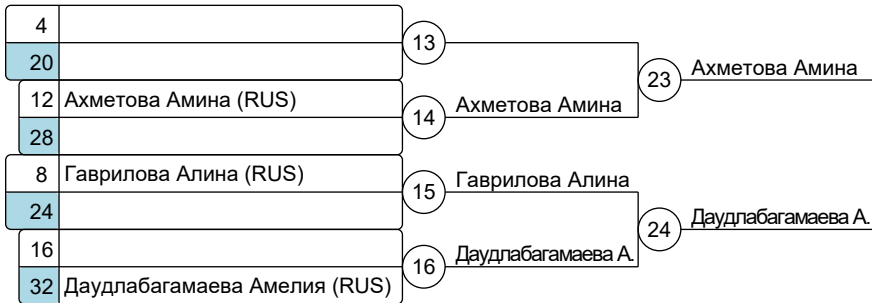 4
13
20
23 Ахметова Амина
12 Ахметова Амина (RUS)
14 Ахметова Амина
28
8 Гаврилова Алина (RUS)
15 Гаврилова Алина
24
24 Даудлабагамаева А.
16
16 Даудлабагамаева А.
32 Даудлабагамаева Амелия (RUS)